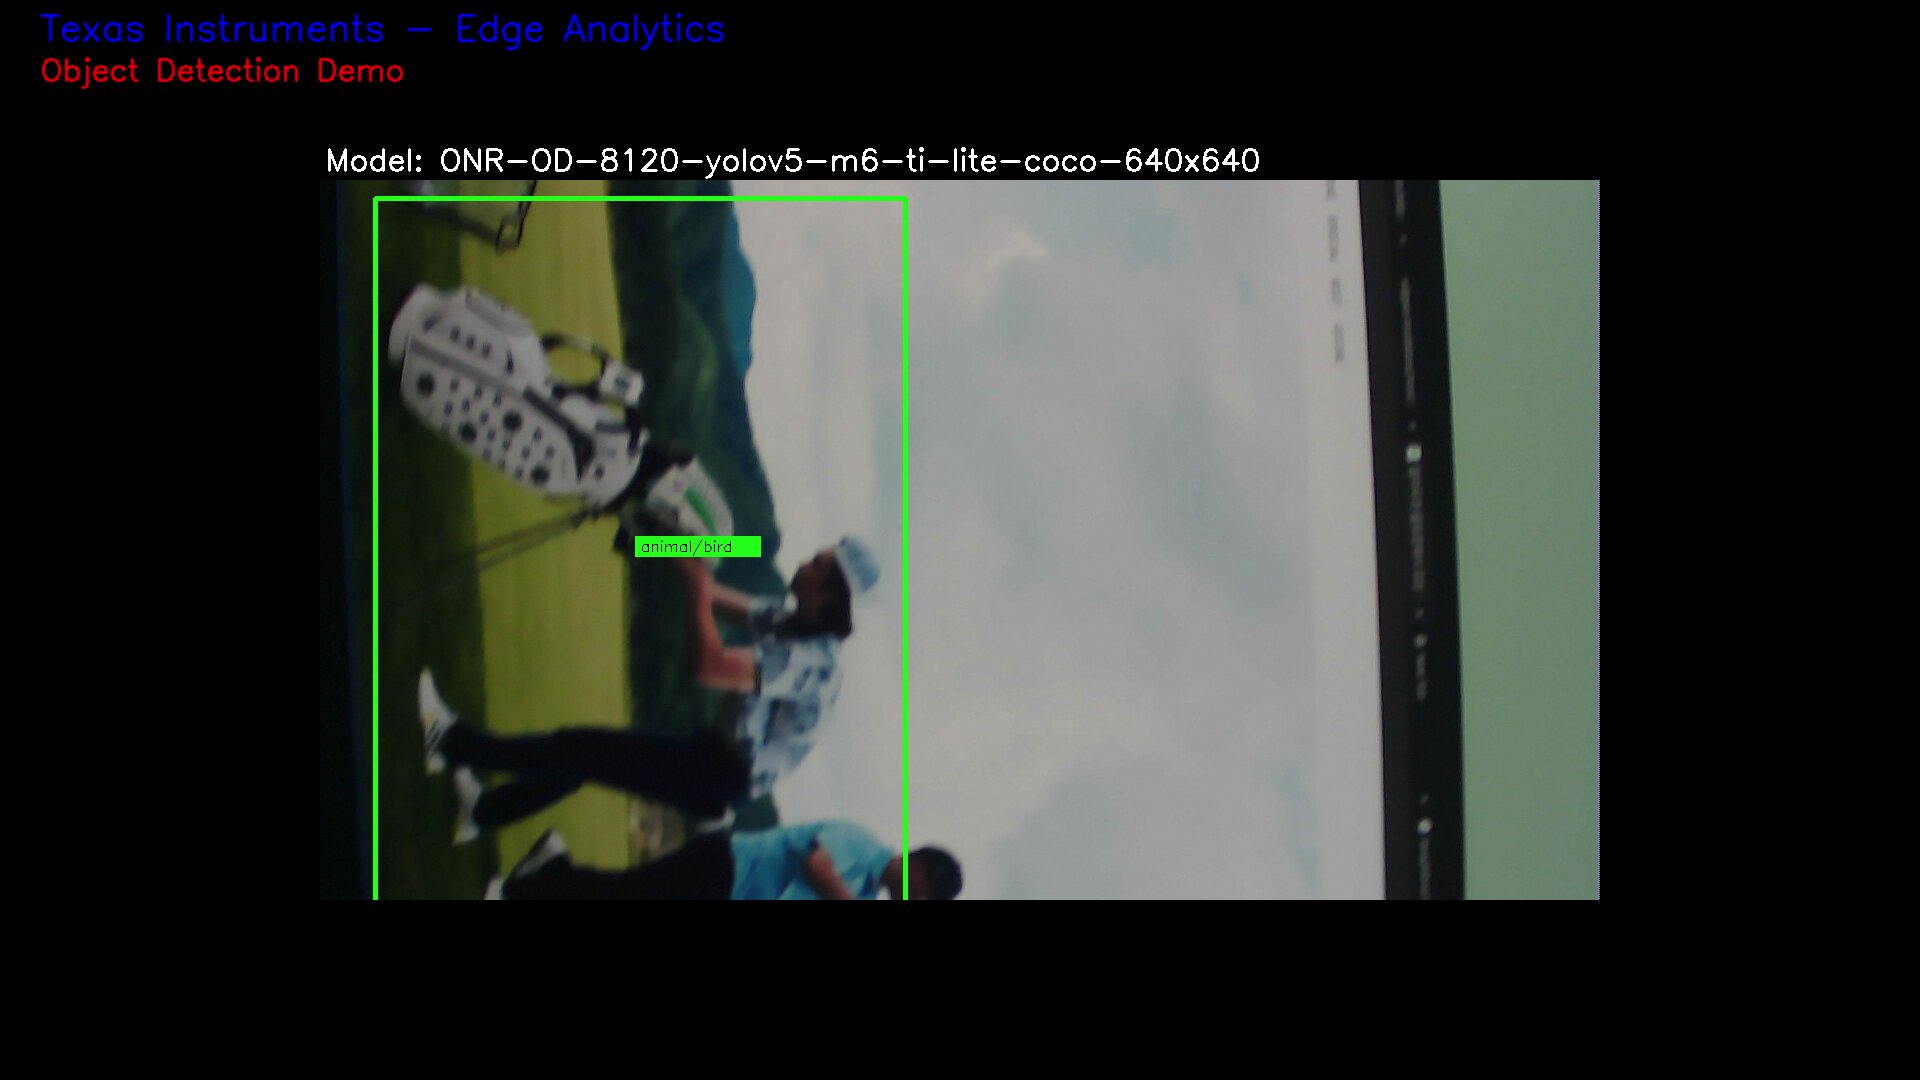 Texas Instruments – Edge Analytics
Object Detection Demo
Model: ONR-OD-8120-yolov5-m6-ti-lite-coco-640x640
animal/bird